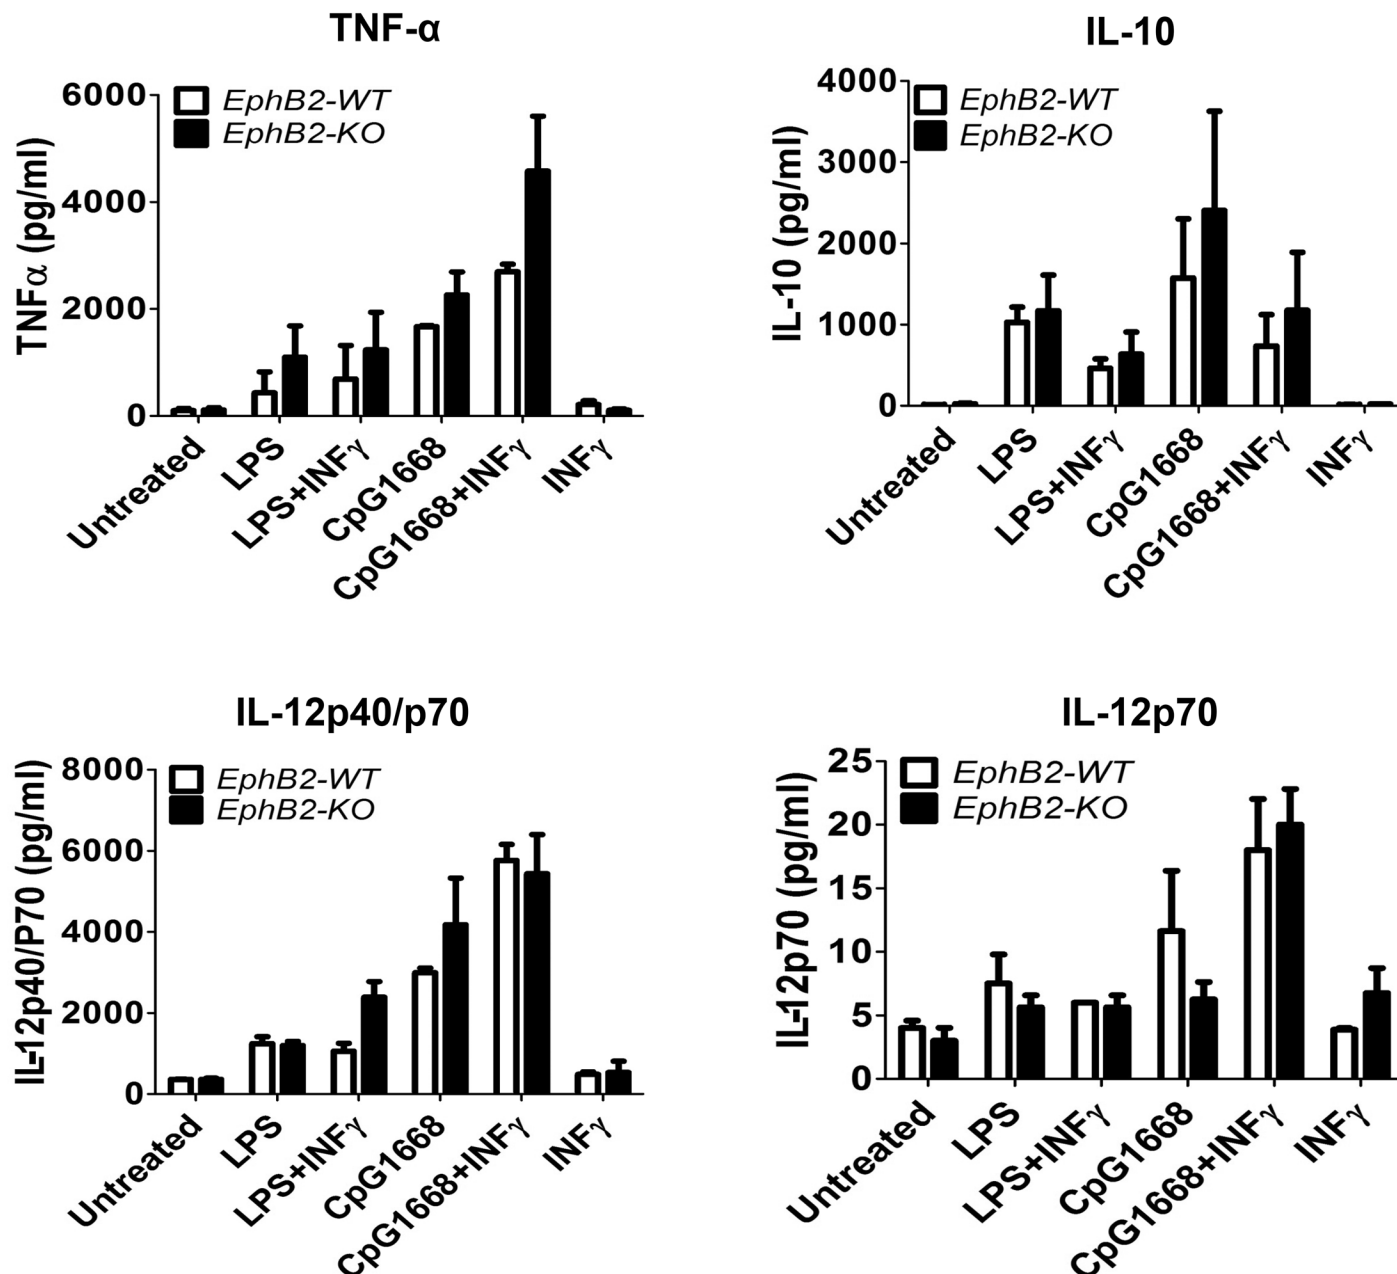 TNF-α
TNFα (pg/ml)
6000
4000
2000
0
EphB2-WT
EphB2-KO
Untreated
LPS
LPS+INFγ
CpG1668
CpG1668+INFγ
INFγ
IL-10
IL-10 (pg/ml)
4000
3000
2000
1000
0
EphB2-WT
EphB2-KO
Untreated
LPS
LPS+INFγ
CpG1668
CpG1668+INFγ
INFγ
IL-12p40/p70
IL-12p40/P70 (pg/ml)
8000
6000
4000
2000
0
EphB2-WT
EphB2-KO
Untreated
LPS
LPS+INFγ
CpG1668
CpG1668+INFγ
INFγ
IL-12p70
IL-12p70 (pg/ml)
25
20
15
10
5
0
EphB2-WT
EphB2-KO
Untreated
LPS
LPS+INFγ
CpG1668
CpG1668+INFγ
INFγ